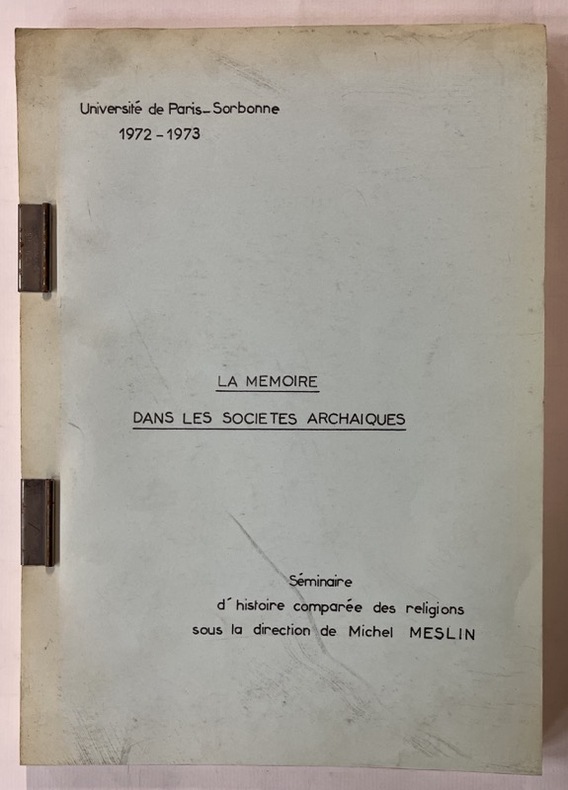 Université de Paris-Sorbonne
1972-1973
LA MEMOIRE
DANS LES SOCIETES ARCHAIQUES
Séminaire
d'histoire comparée des religions
sous la direction de Michel MESLIN